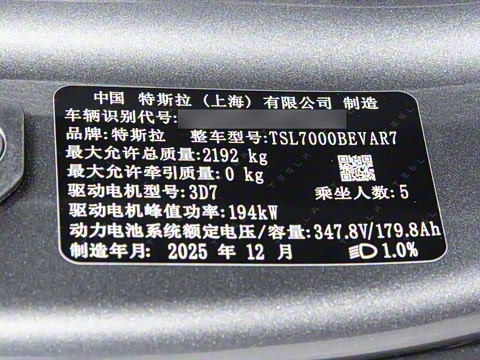 中国 特斯拉（上海）有限公司 制造
车辆识别代号:
品牌:特斯拉 整车型号:TSL7000BEVAR7
最大允许总质量:2192 kg
最大允许牵引质量:0 kg
驱动电机型号:3D7 乘坐人数:5
驱动电机峰值功率:194kW
动力电池系统额定电压/容量:347.8V/179.8Ah
制造年月: 2025 年 12 月 1.0%